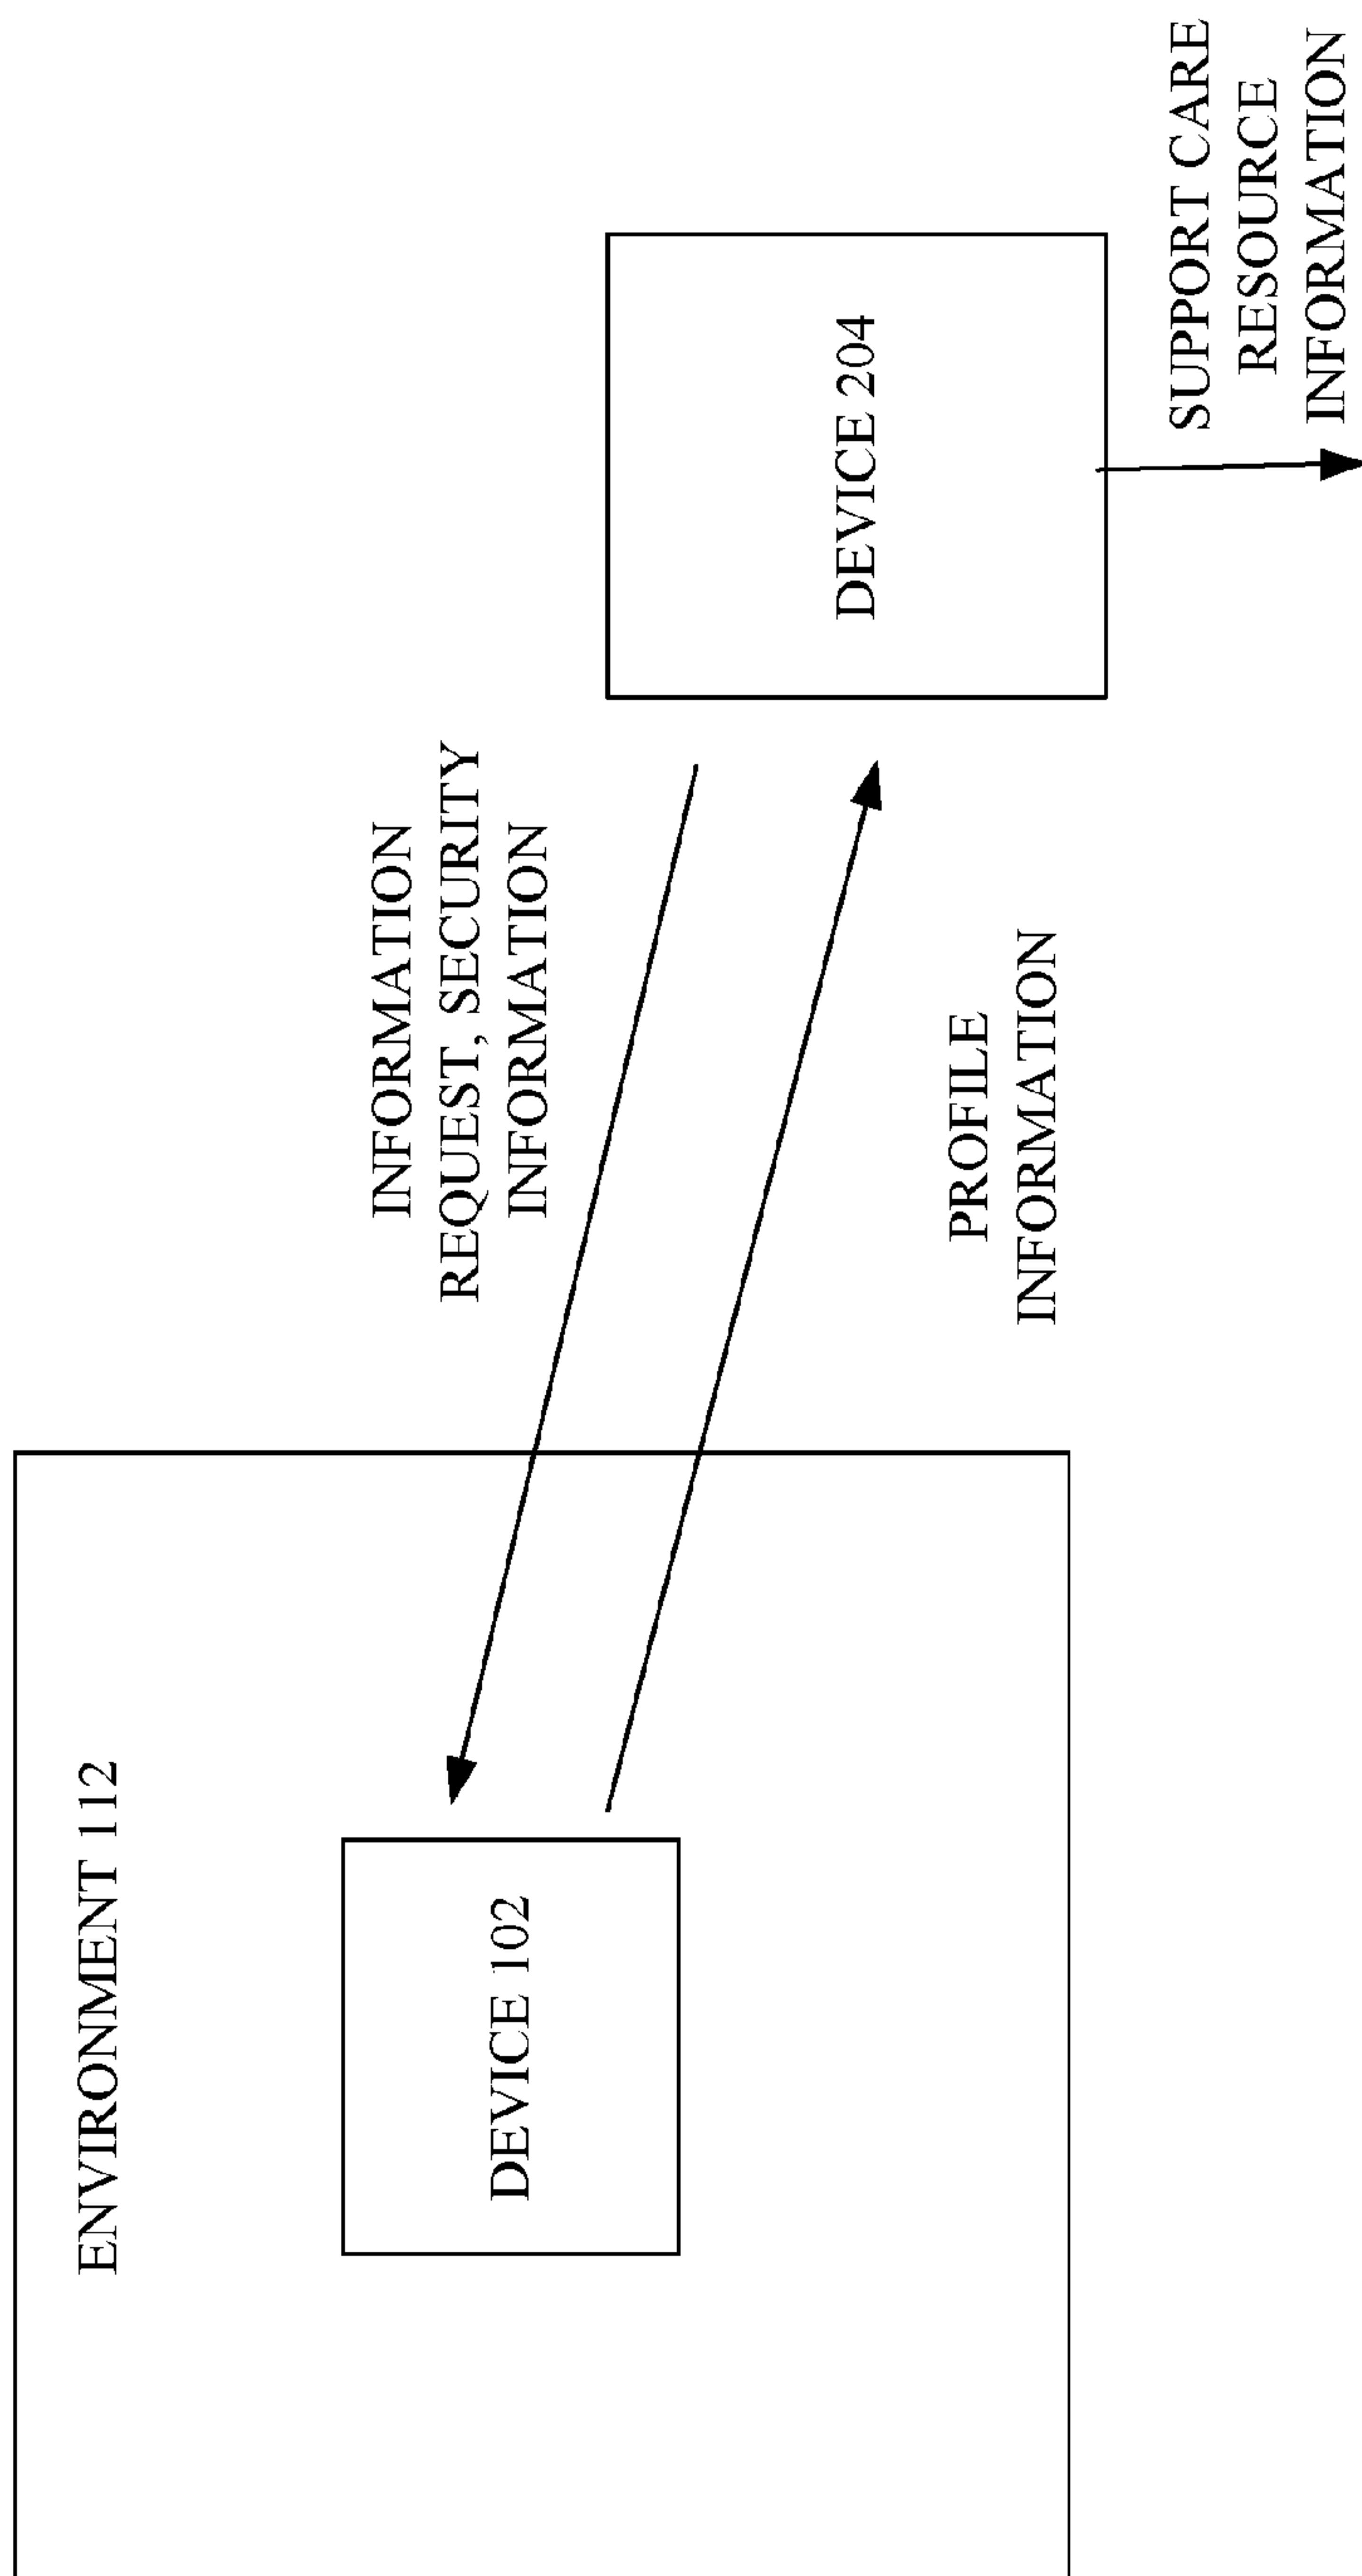 ENVIRONMENT 112
DEVICE 102
INFORMATION
REQUEST, SECURITY
INFORMATION
PROFILE
INFORMATION
DEVICE 204
SUPPORT CARE
RESOURCE
INFORMATION